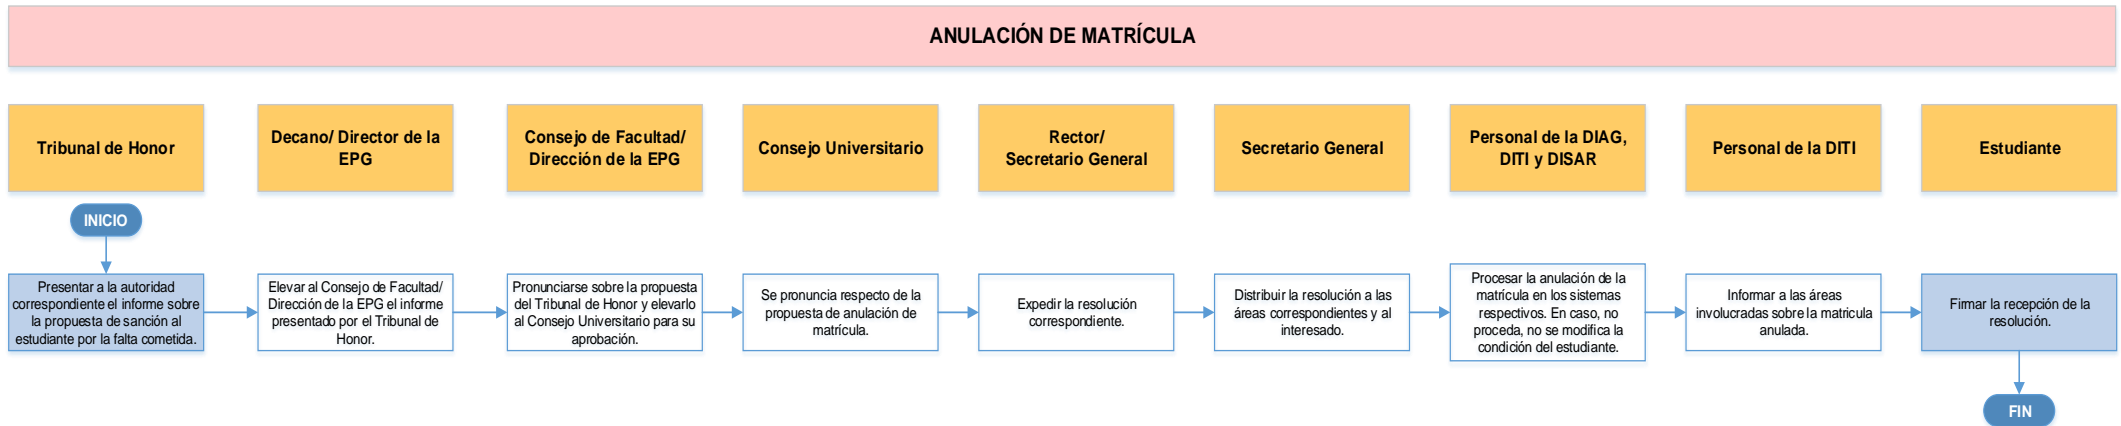 ANULACIÓN DE MATRÍCULA
Tribunal de Honor
Decano/ Director de la
EPG
Consejo de Facultad/
Dirección de la EPG
Consejo Universitario
Rector/
Secretario General
Secretario General
Personal de la DIAG,
DITI y DISAR
Personal de la DITI
Estudiante
INICIO
Presentar a la autoridad
correspondiente el informe sobre
la propuesta de sanción al
estudiante por la falta cometida.
Elevar al Consejo de Facultad/
Dirección de la EPG el informe
presentado por el Tribunal de
Honor.
Pronunciarse sobre la propuesta
del Tribunal de Honor y elevarlo
al Consejo Universitario para su
aprobación.
Se pronuncia respecto de la
propuesta de anulación de
matrícula.
Expedir la resolución
correspondiente.
Distribuir la resolución a las
áreas correspondientes y al
interesado.
Procesar la anulación de la
matrícula en los sistemas
respectivos. En caso, no
proceda, no se modifica la
condición del estudiante.
Informar a las áreas
involucradas sobre la matricula
anulada.
Firmar la recepción de la
resolución.
FIN